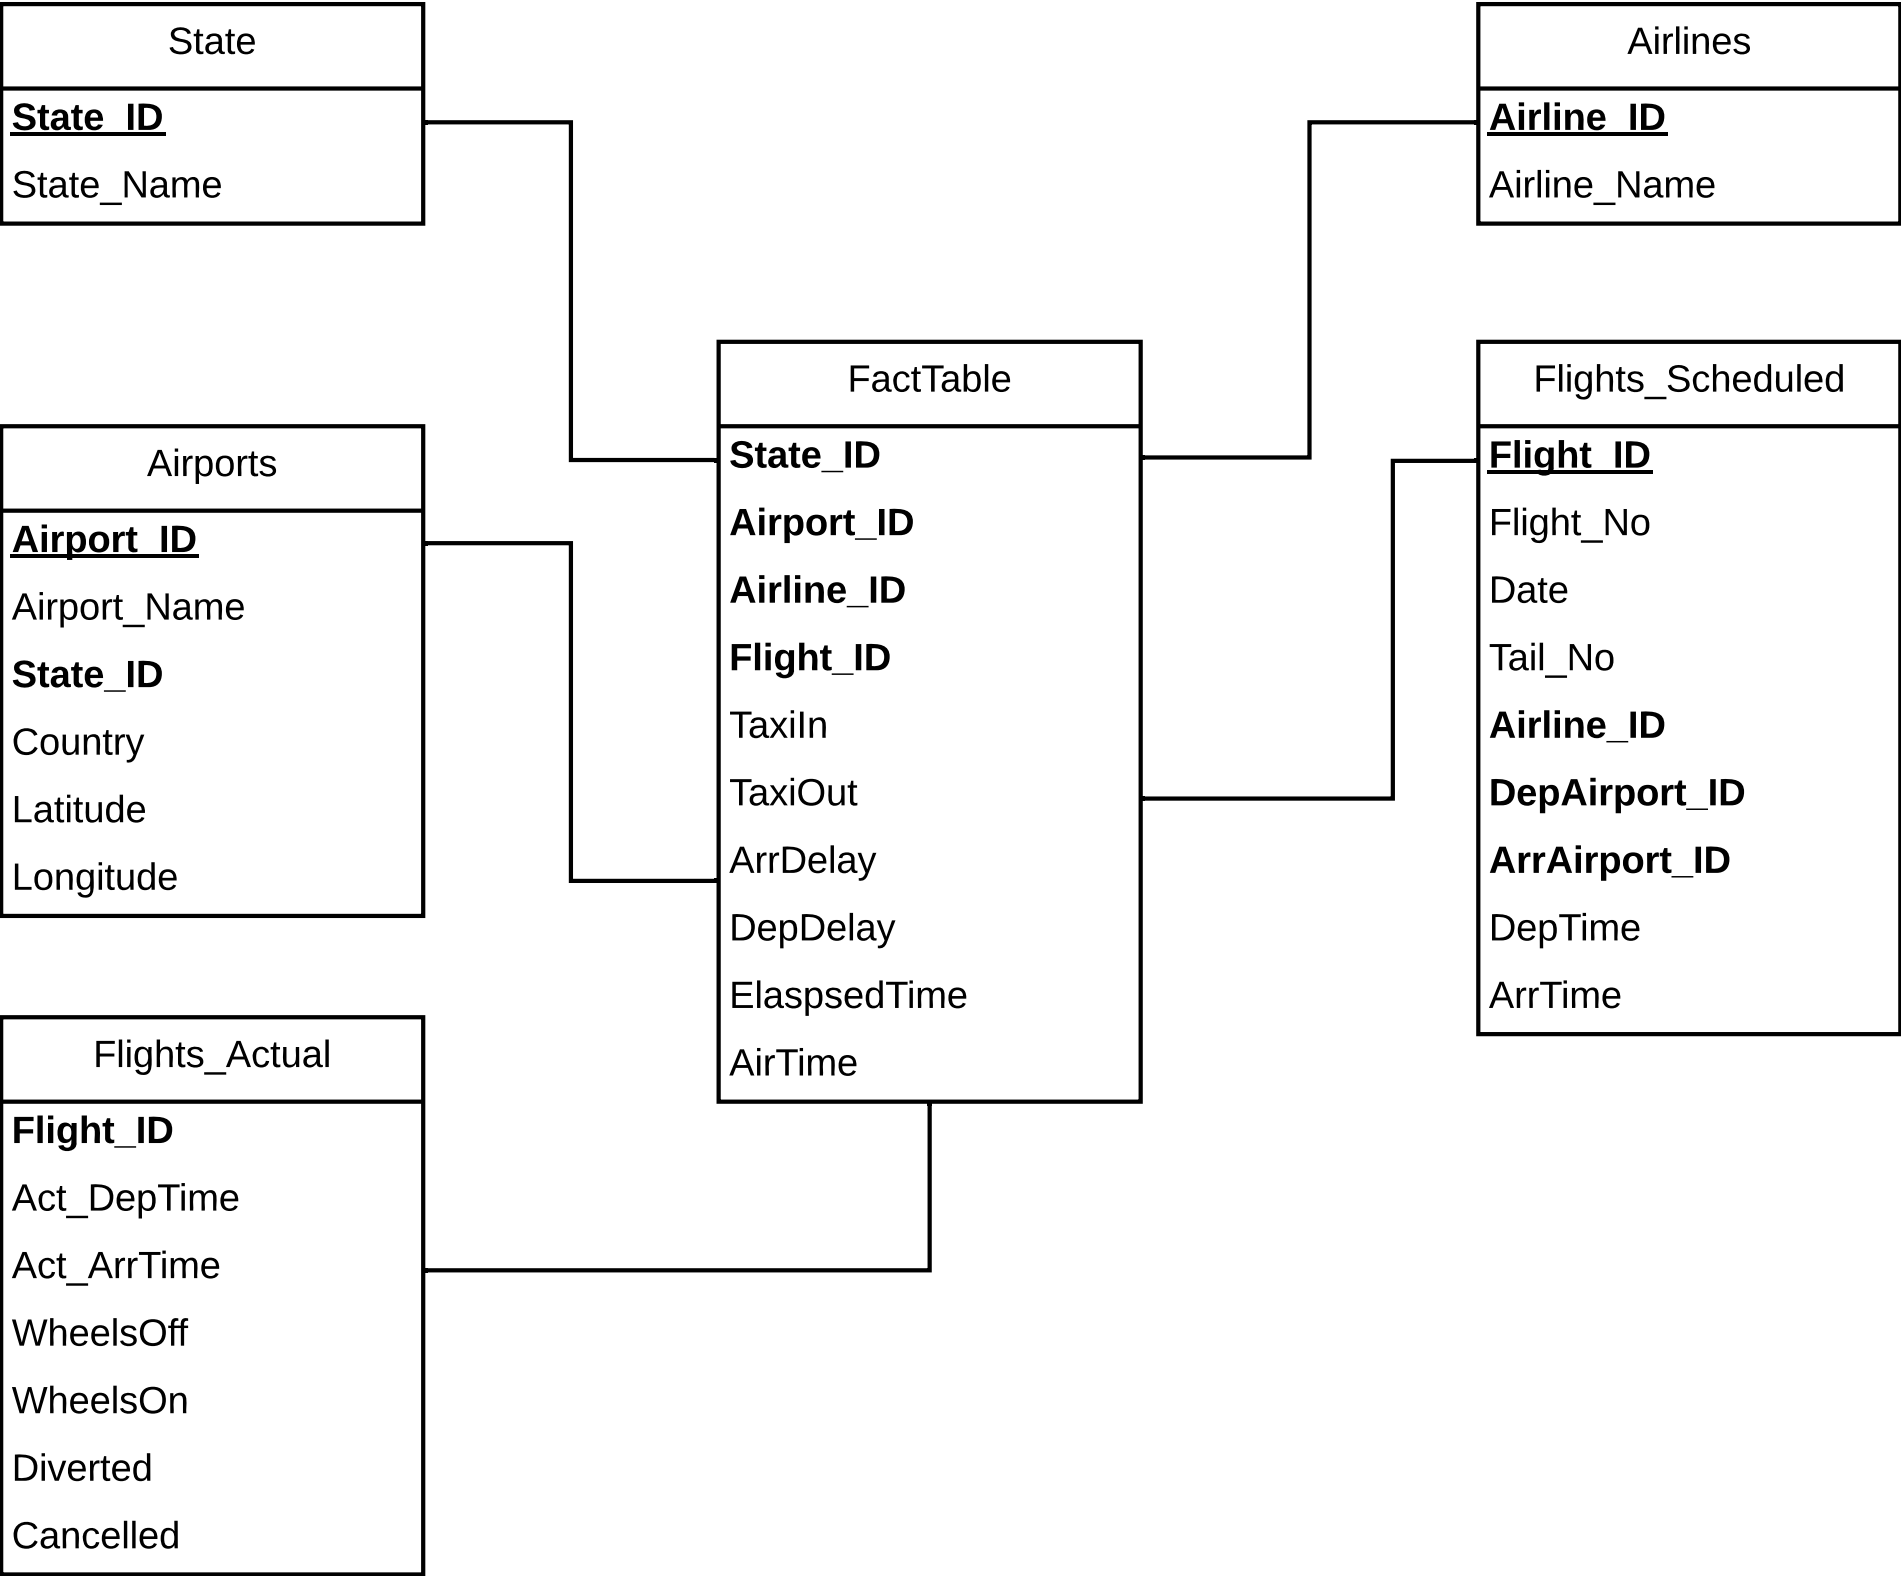 State
State_ID
State_Name
Airlines
Airline_ID
Airline_Name
Airports
Airport_ID
Airport_Name
State_ID
Country
Latitude
Longitude
FactTable
State_ID
Airport_ID
Airline_ID
Flight_ID
TaxiIn
TaxiOut
ArrDelay
DepDelay
ElaspsedTime
AirTime
Flights_Scheduled
Flight_ID
Flight_No
Date
Tail_No
Airline_ID
DepAirport_ID
ArrAirport_ID
DepTime
ArrTime
Flights_Actual
Flight_ID
Act_DepTime
Act_ArrTime
WheelsOff
WheelsOn
Diverted
Cancelled